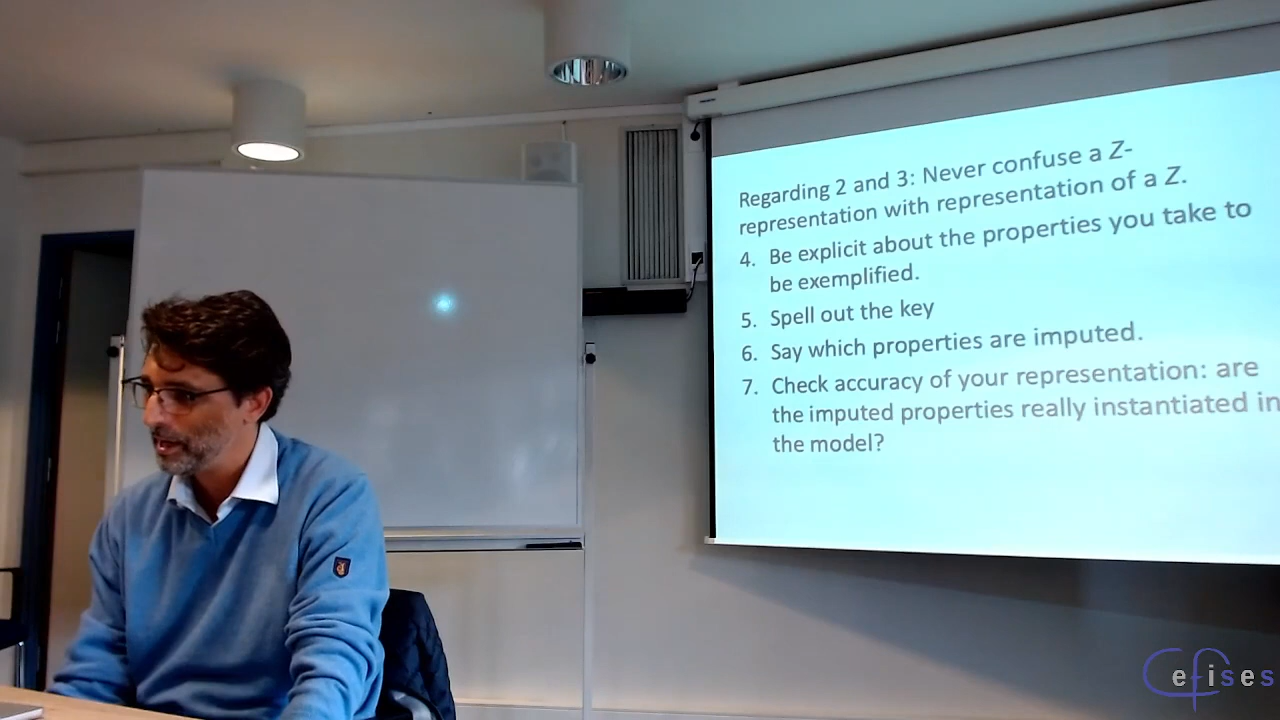 Regarding 2 and 3: Never confuse a Z-
representation with representation of a Z.
4. Be explicit about the properties you take to
be exemplified.
5. Spell out the key
6. Say which properties are imputed.
7. Check accuracy of your representation: are
the imputed properties really instantiated in
the model?
Cefises